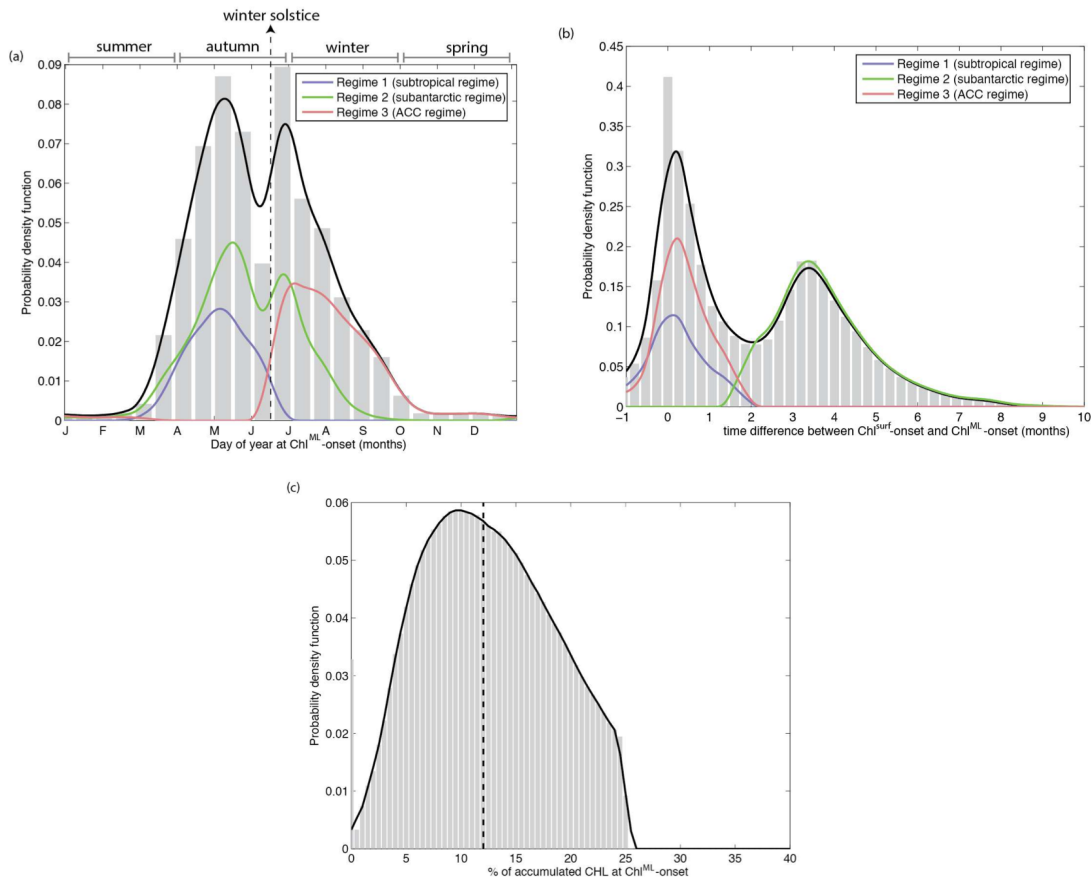 winter solstice
summer autumn winter spring
(a)
Regime 1 (subtropical regime)
Regime 2 (subantarctic regime)
Regime 3 (ACC regime)
Probability density function
0.09
0.08
0.07
0.06
0.05
0.04
0.03
0.02
0.01
0
J F M A M J J A S O N D
Day of year at Chl^ML-onset (months)
(b)
Regime 1 (subtropical regime)
Regime 2 (subantarctic regime)
Regime 3 (ACC regime)
Probability density function
0.45
0.4
0.35
0.3
0.25
0.2
0.15
0.1
0.05
0
−1 0 1 2 3 4 5 6 7 8 9 10
time difference between Chl^surf-onset and Chl^ML-onset (months)
(c)
Probability density function
0.06
0.05
0.04
0.03
0.02
0.01
0
0 5 10 15 20 25 30 35 40
% of accumulated CHL at Chl^ML-onset